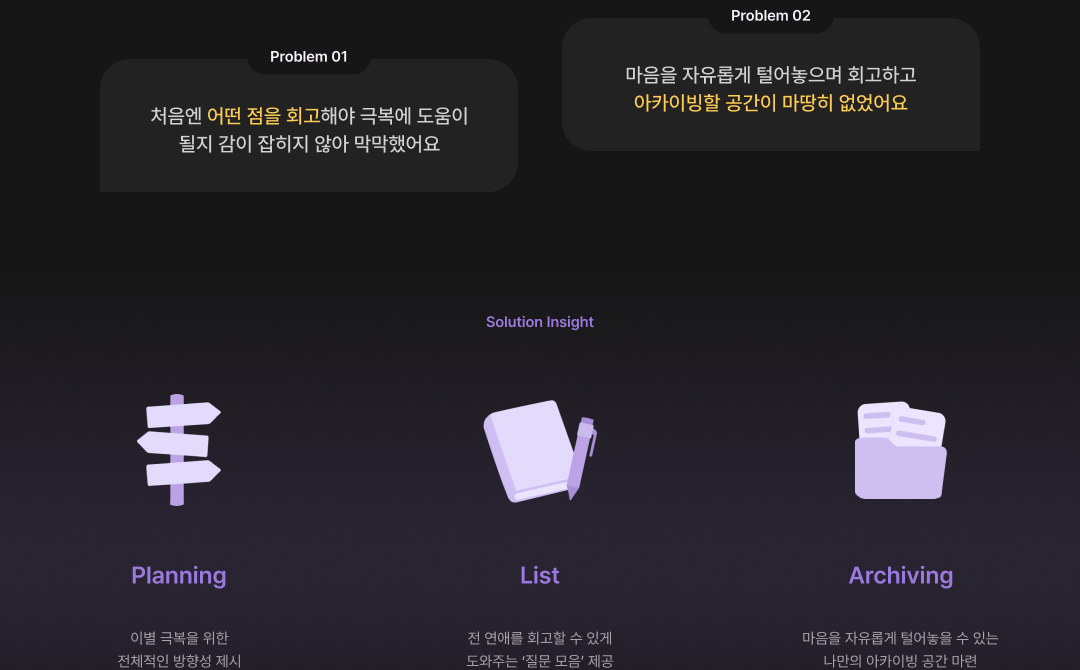 Problem 01
처음엔 어떤 점을 회고해야 극복에 도움이
될지 감이 잡히지 않아 막막했어요
Problem 02
마음을 자유롭게 털어놓으며 회고하고
아카이빙할 공간이 마땅히 없었어요
Solution Insight
Planning
이별 극복을 위한
전체적인 방향성 제시
List
전 연애를 회고할 수 있게
도와주는 ‘질문 모음’ 제공
Archiving
마음을 자유롭게 털어놓을 수 있는
나만의 아카이빙 공간 마련